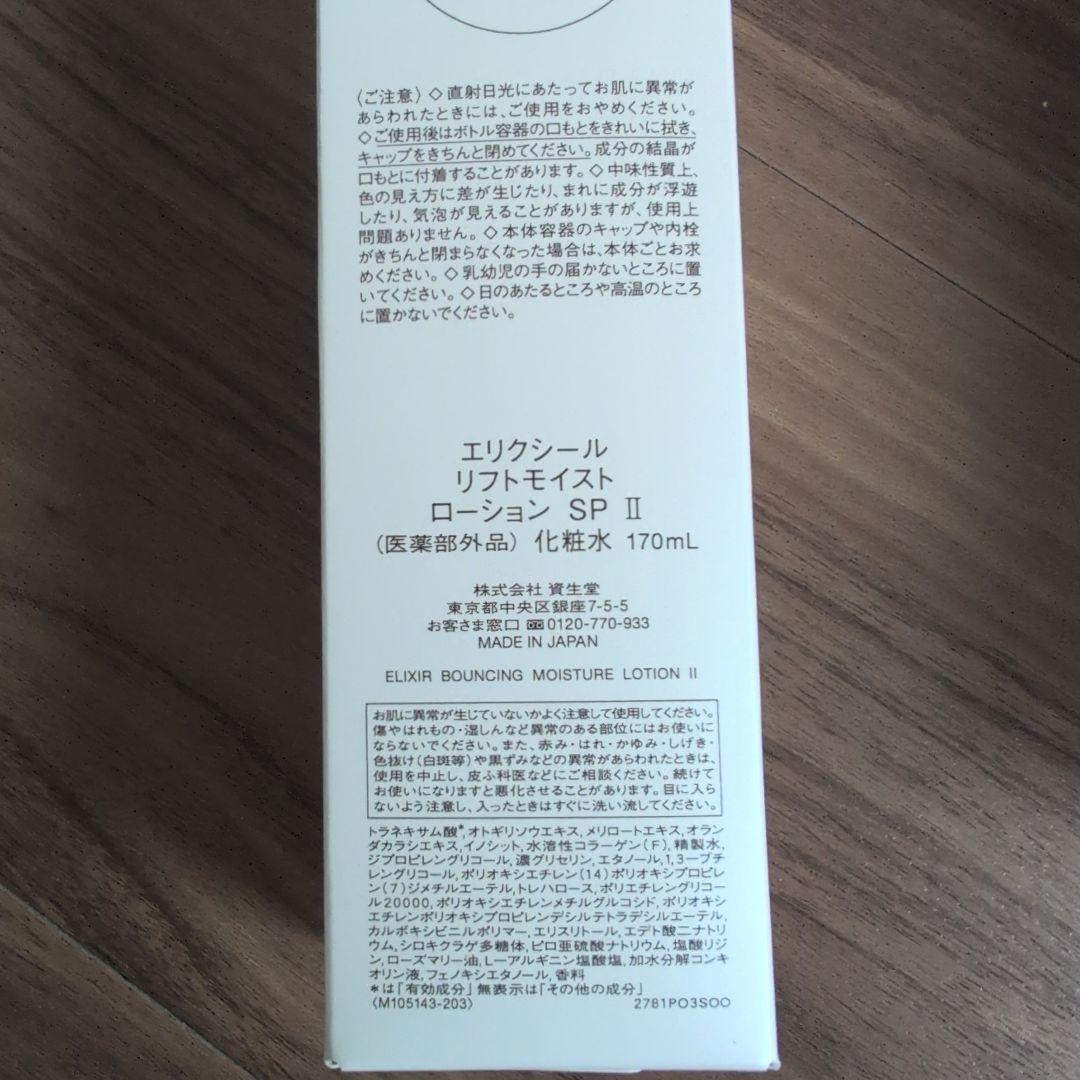 〈ご注意〉◇直射日光にあたってお肌に異常が
あらわれたときには、ご使用をおやめください。
◇ご使用後はボトル容器の口もとをきれいに拭き、
キャップをきちんと閉めてください。成分の結晶が
口もとに付着することがあります。◇中味性質上、
色の見え方に差が生じたり、まれに成分が浮遊
したり、気泡が見えることがありますが、使用上
問題ありません。◇本体容器のキャップや内栓
がきちんと閉まらなくなった場合は、本体ごとお求
めください。◇乳幼児の手の届かないところに置
いてください。◇日のあたるところや高温のところ
に置かないでください。
エリクシール
リフトモイスト
ローション SP Ⅱ
（医薬部外品）化粧水 170mL
株式会社 資生堂
東京都中央区銀座7-5-5
お客さま窓口 0120-770-933
MADE IN JAPAN
ELIXIR BOUNCING MOISTURE LOTION II
お肌に異常が生じていないかよく注意して使用してください。
傷やはれもの・湿しんなど異常のある部位にはお使いに
ならないでください。また、赤み・はれ・かゆみ・しげき・
色抜け(白斑等)や黒ずみなどの異常があらわれたときは、
使用を中止し、皮ふ科医などにご相談ください。続けて
お使いになりますと悪化させることがあります。目に入ら
ないよう注意し、入ったときはすぐに洗い流してください。
トラネキサム酸*,オトギリソウエキス,メリロートエキス,オラン
ダカラシエキス,イノシット,水溶性コラーゲン(F),精製水,
ジプロピレングリコール,濃グリセリン,エタノール,1,3-ブチ
レングリコール,ポリオキシエチレン(14)ポリオキシプロピレ
ン(7)ジメチルエーテル,トレハロース,ポリエチレングリコー
ル20000,ポリオキシエチレンメチルグルコシド,ポリオキシ
エチレンポリオキシプロピレンデシルテトラデシルエーテル,
カルボキシビニルポリマー,エリスリトール,エデト酸二ナトリ
ウム,シロキクラゲ多糖体,ピロ亜硫酸ナトリウム,塩酸リジ
ン,ローズマリー油,L-アルギニン塩酸塩,加水分解コンキ
オリン液,フェノキシエタノール,香料
*は「有効成分」無表示は「その他の成分」
〈M105143-203〉 2781PO3SOO